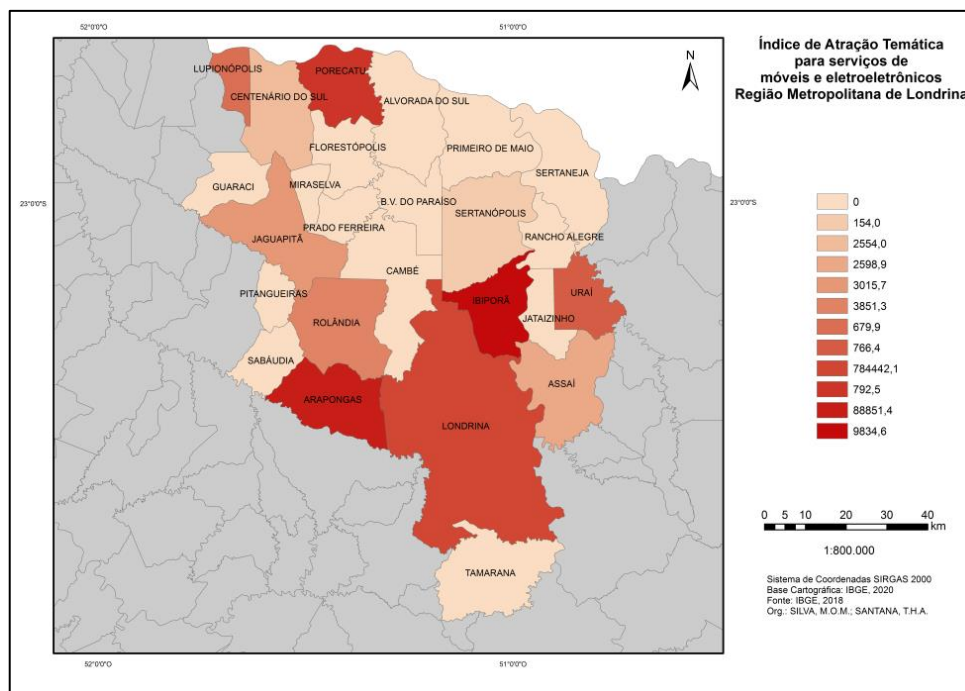 52°0'0"O
51°0'0"O
Índice de Atração Temática
para serviços de
móveis e eletroeletrônicos
Região Metropolitana de Londrina
N
LUPIONÓPOLIS
PORECATU
CENTENÁRIO DO SUL
ALVORADA DO SUL
FLORESTÓPOLIS
PRIMEIRO DE MAIO
SERTANEJA
GUARACI
MIRASELVA
B.V. DO PARAÍSO
SERTANÓPOLIS
23°0'0"S
23°0'0"S
PRADO FERREIRA
RANCHO ALEGRE
JAGUAPITÃ
CAMBÉ
PITANGUEIRAS
IBIPORÃ
URAÍ
ROLÂNDIA
JATAIZINHO
SABÁUDIA
ASSAÍ
ARAPONGAS
LONDRINA
TAMARANA
0
154,0
2554,0
2598,9
3015,7
3851,3
679,9
766,4
784442,1
792,5
88851,4
9834,6
0 5 10 20 30 40
km
1:800.000
Sistema de Coordenadas SIRGAS 2000
Base Cartográfica: IBGE, 2020
Fonte: IBGE, 2018
Org.: SILVA, M.O.M.; SANTANA, T.H.A.
52°0'0"O
51°0'0"O